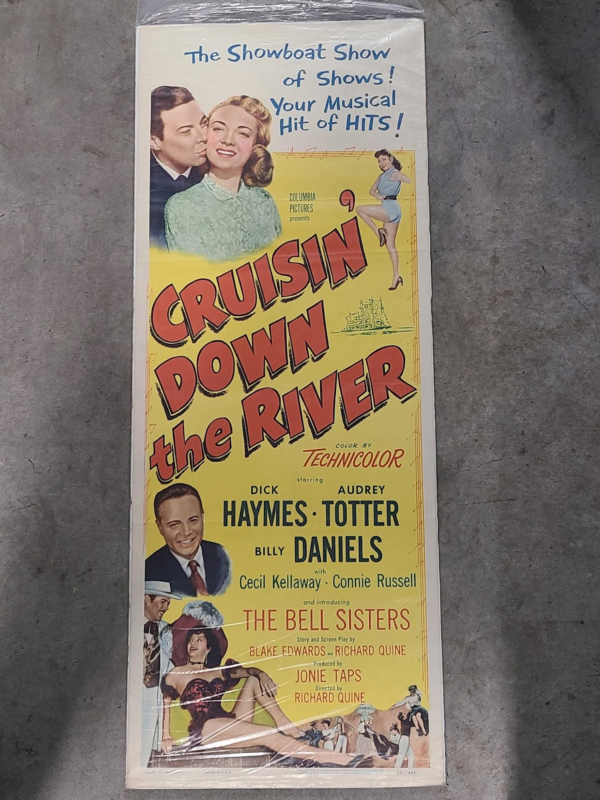 The Showboat Show
of Shows!
Your Musical
Hit of HITS!
COLUMBIA
PICTURES
presents
CRUISIN'
DOWN
the RIVER
COLOR BY
TECHNICOLOR
starring
DICK AUDREY
HAYMES · TOTTER
BILLY DANIELS
with
Cecil Kellaway · Connie Russell
and introducing
THE BELL SISTERS
Story and Screen Play by
BLAKE EDWARDS and RICHARD QUINE
Produced by
JONIE TAPS
Directed by
RICHARD QUINE